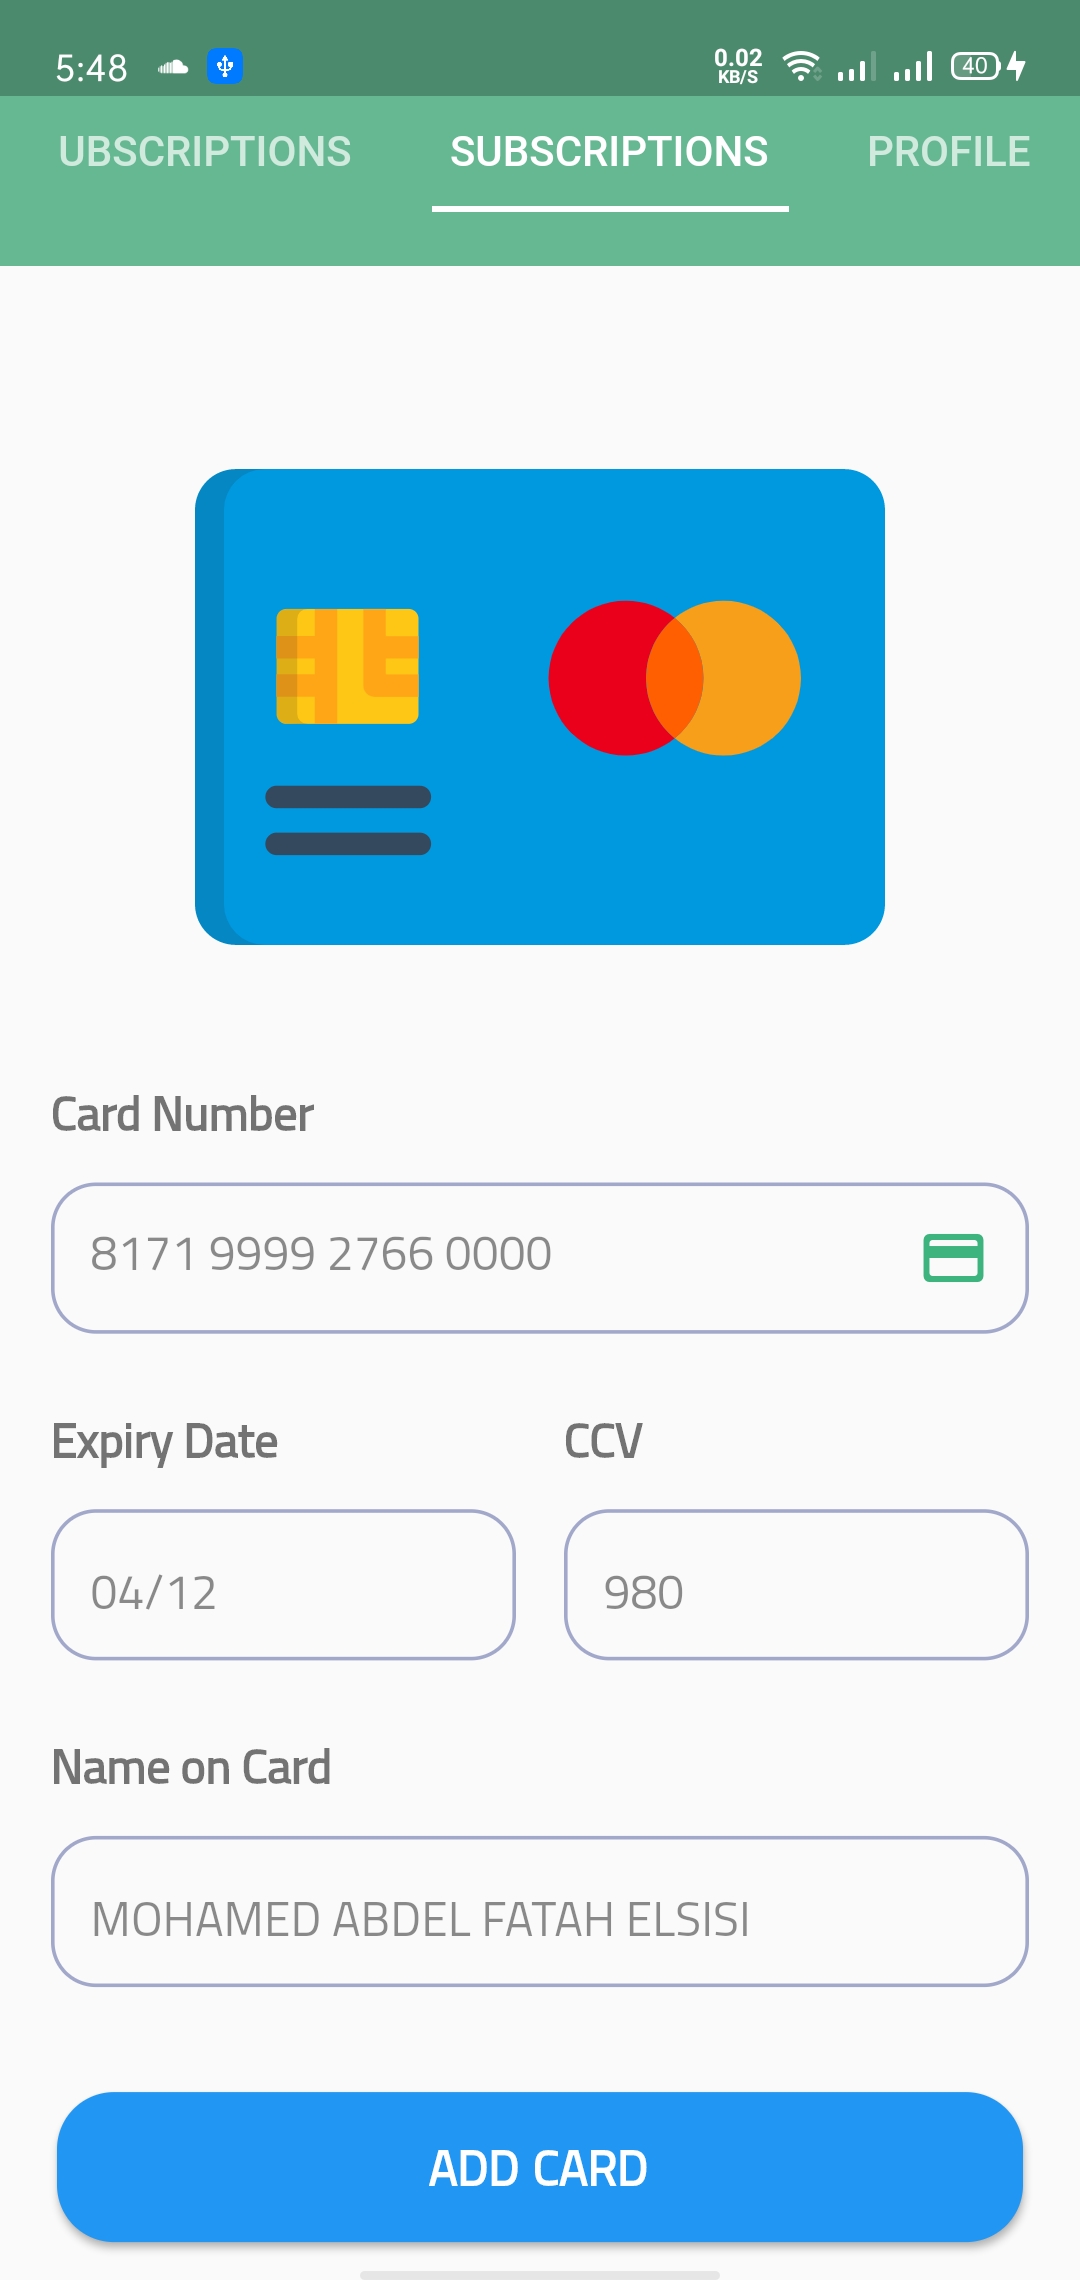 5:48 0.02 KB/S 40
UBSCRIPTIONS SUBSCRIPTIONS PROFILE
Card Number
8171 9999 2766 0000
Expiry Date CCV
04/12 980
Name on Card
MOHAMED ABDEL FATAH ELSISI
ADD CARD